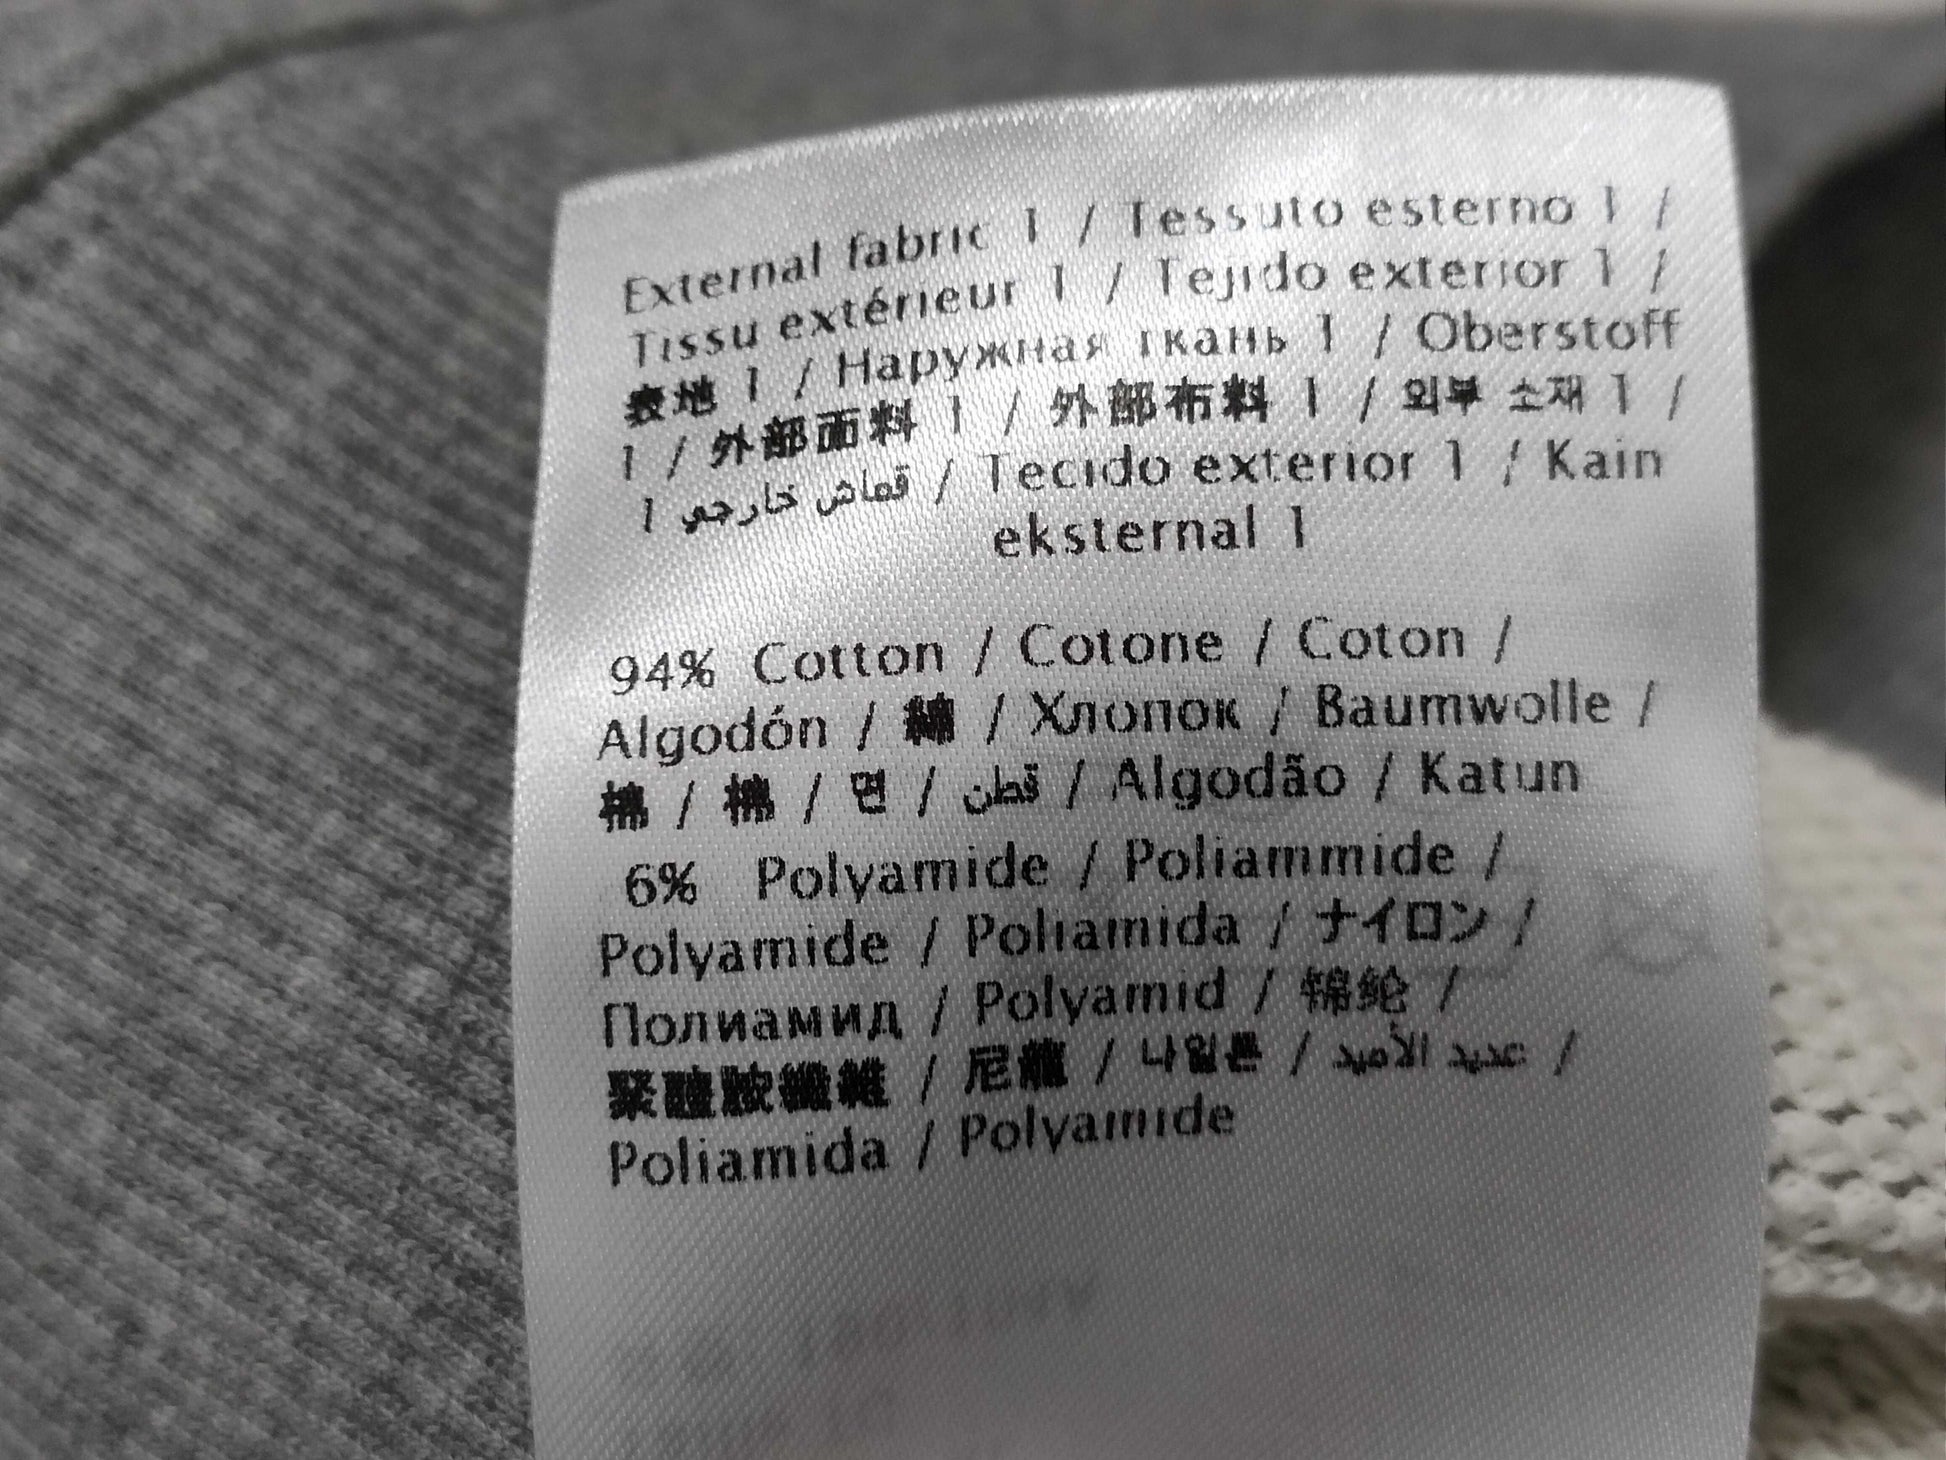 External fabric 1 / Tessuto esterno 1 /
Tissu extérieur 1 / Tejido exterior 1 /
表地 1 / Наружная ткань 1 / Oberstoff
1 / 外部面料 1 / 外部布料 1 / 외부 소재 1 /
قماش خارجي 1 / Tecido exterior 1 / Kain
eksternal 1
94% Cotton / Cotone / Coton /
Algodón / 綿 / Хлопок / Baumwolle /
棉 / 棉 / 면 / قطن / Algodão / Katun
6% Polyamide / Poliammide /
Polyamide / Poliamida / ナイロン /
Полиамид / Polyamid / 锦纶 /
聚醯胺纖維 / 尼龍 / 나일론 / عديد الأميد /
Poliamida / Polyamide